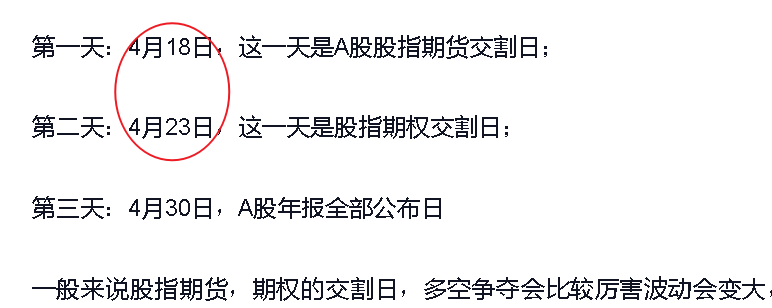 第一天：4月18日，这一天是A股股指期货交割日；
第二天：4月23日，这一天是股指期权交割日；
第三天：4月30日，A股年报全部公布日
一般来说股指期货，期权的交割日，多空争夺会比较厉害波动会变大，